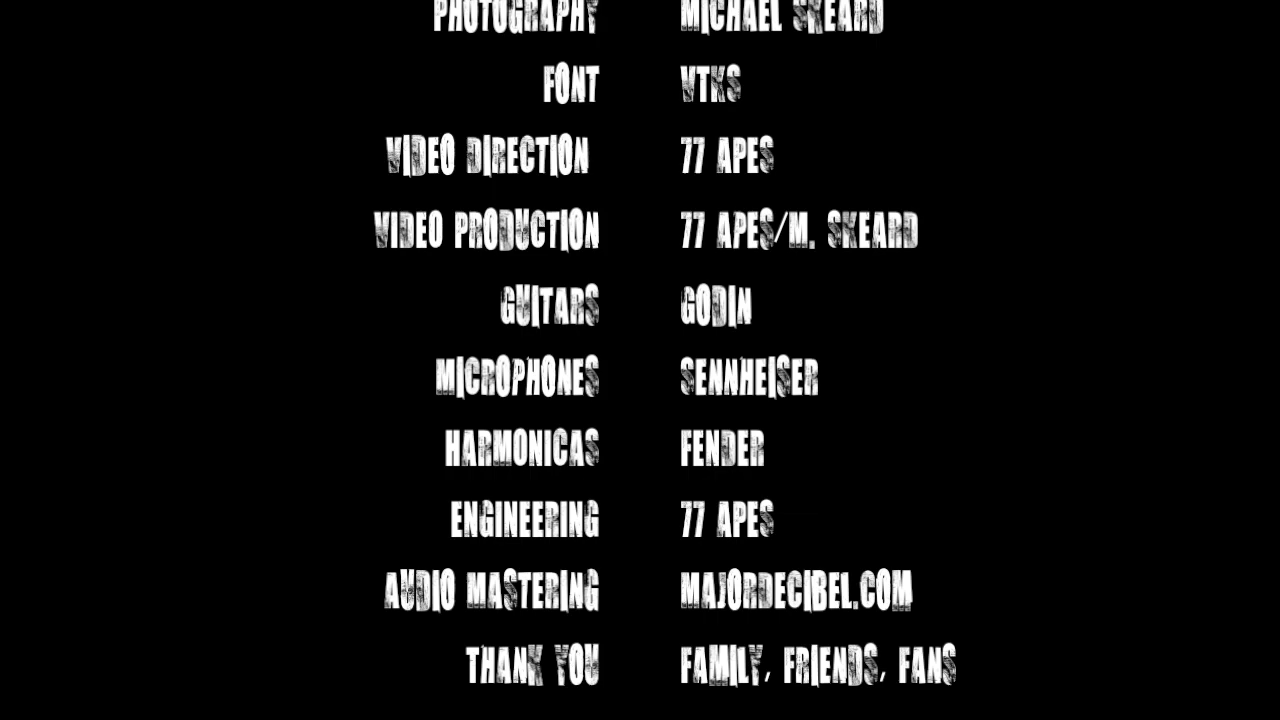 PHOTOGRAPHY MICHAEL SKEARD
FONT VTKS
VIDEO DIRECTION 77 APES
VIDEO PRODUCTION 77 APES/M. SKEARD
GUITARS GODIN
MICROPHONES SENNHEISER
HARMONICAS FENDER
ENGINEERING 77 APES
AUDIO MASTERING MAJORDECIBEL.COM
THANK YOU FAMILY, FRIENDS, FANS